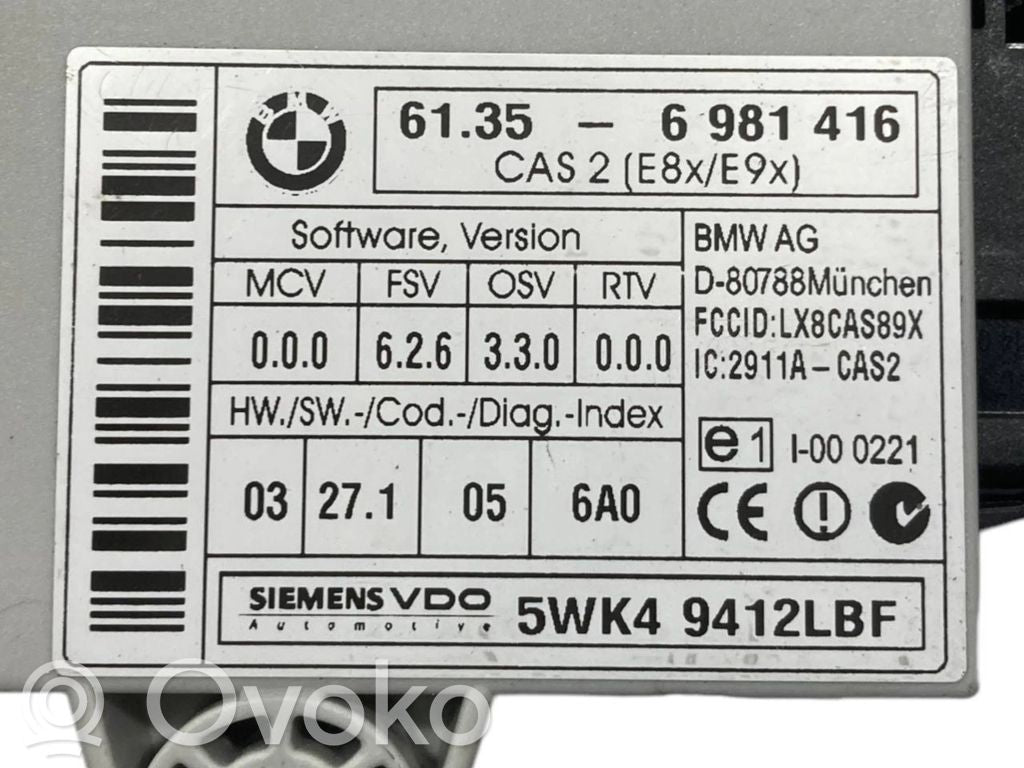 BMW
61.35 - 6 981 416
CAS 2 (E8x/E9x)
Software, Version
MCV FSV OSV RTV
0.0.0 6.2.6 3.3.0 0.0.0
HW./SW.-/Cod.-/Diag.-Index
03 27.1 05 6A0
BMW AG
D-80788München
FCCID:LX8CAS89X
IC:2911A-CAS2
e1 I-00 0221
CE
SIEMENS VDO
Automotive
5WK4 9412LBF
Ovoko